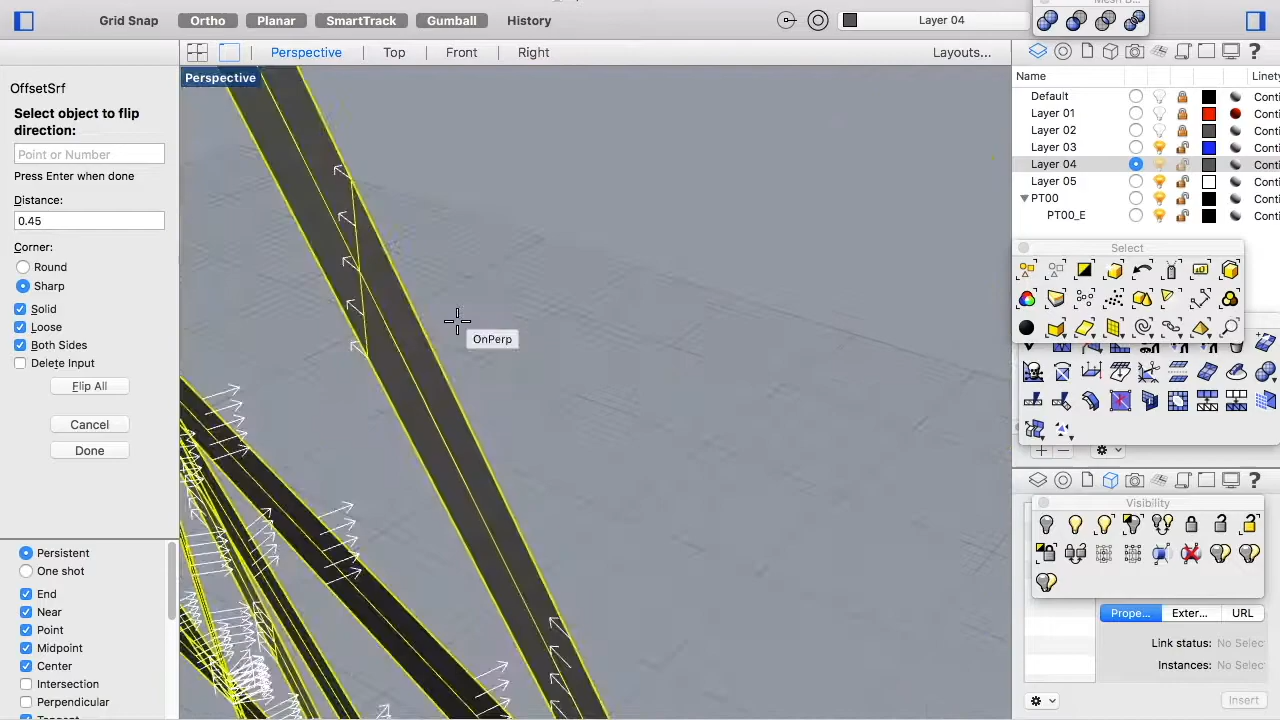 Grid Snap Ortho Planar SmartTrack Gumball History Layer 04
Perspective Top Front Right Layouts...
Perspective
OffsetSrf
Select object to flip
direction:
Point or Number
Press Enter when done
Distance:
0.45
Corner:
Round
Sharp
Solid
Loose
Both Sides
Delete Input
Flip All
Cancel
Done
Persistent
One shot
End
Near
Point
Midpoint
Center
Intersection
Perpendicular
OnPerp
Name Linety
Default Conti
Layer 01 Conti
Layer 02 Conti
Layer 03 Conti
Layer 04 Conti
Layer 05 Conti
PT00 Conti
PT00_E Conti
Select
Visibility
Prope... Exter... URL
Link status: No Selec
Instances: No Selec
Insert